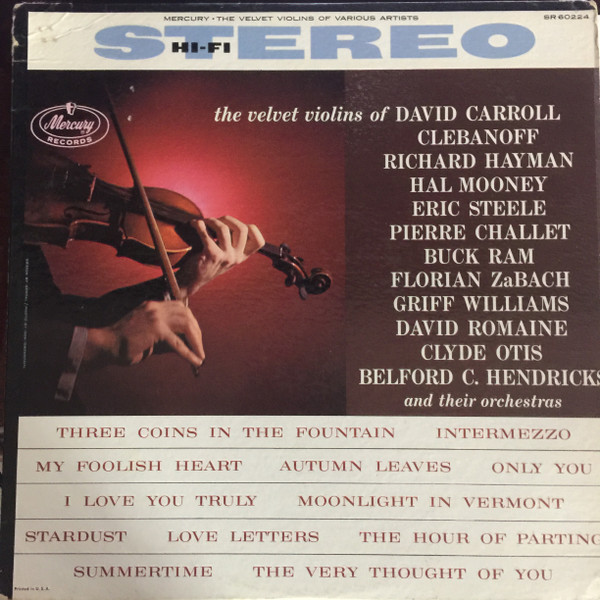 MERCURY • THE VELVET VIOLINS OF VARIOUS ARTISTS
SR 60224
STEREO
HI-FI
Mercury
RECORDS
the velvet violins of DAVID CARROLL
CLEBANOFF
RICHARD HAYMAN
HAL MOONEY
ERIC STEELE
PIERRE CHALLET
BUCK RAM
FLORIAN ZaBACH
GRIFF WILLIAMS
DAVID ROMAINE
CLYDE OTIS
BELFORD C. HENDRICKS
and their orchestras
THREE COINS IN THE FOUNTAIN INTERMEZZO
MY FOOLISH HEART AUTUMN LEAVES ONLY YOU
I LOVE YOU TRULY MOONLIGHT IN VERMONT
STARDUST LOVE LETTERS THE HOUR OF PARTING
SUMMERTIME THE VERY THOUGHT OF YOU
Printed in U. S. A.